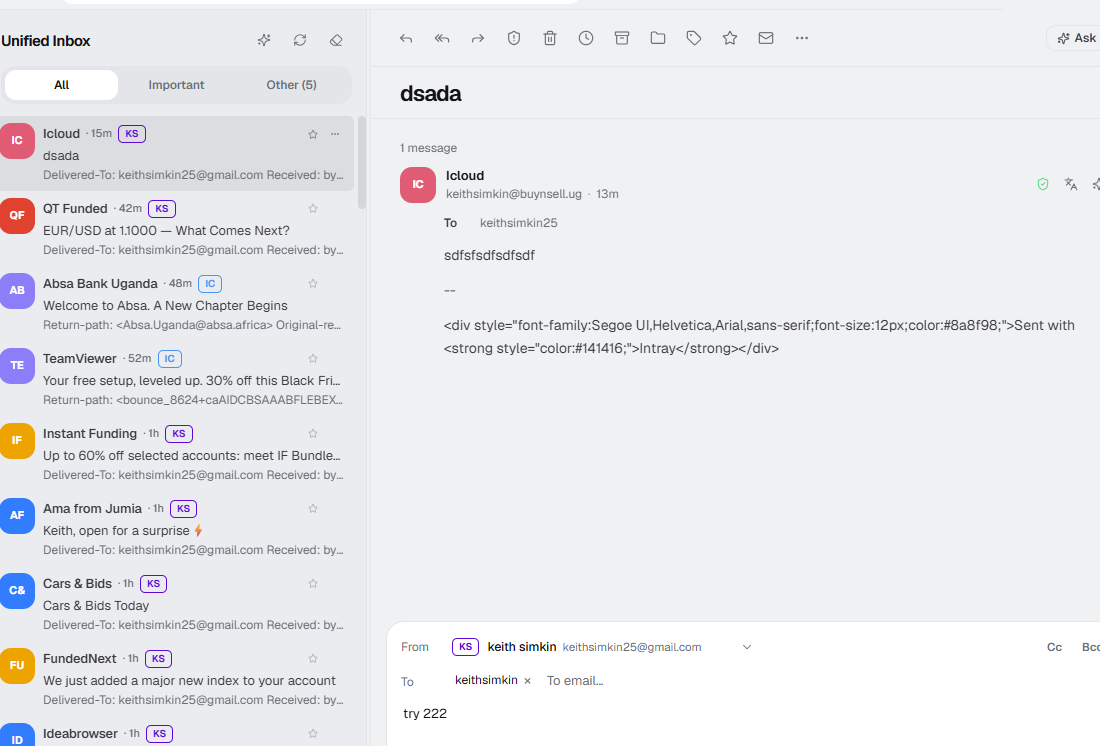 Unified Inbox
All Important Other (5)
IC Icloud · 15m KS
dsada
Delivered-To: keithsimkin25@gmail.com Received: by...
QF QT Funded · 42m KS
EUR/USD at 1.1000 — What Comes Next?
Delivered-To: keithsimkin25@gmail.com Received: by...
AB Absa Bank Uganda · 48m IC
Welcome to Absa. A New Chapter Begins
Return-path: <Absa.Uganda@absa.africa> Original-re...
TE TeamViewer · 52m IC
Your free setup, leveled up. 30% off this Black Fri...
Return-path: <bounce_8624+caAIDCBSAAABFLEBEX...
IF Instant Funding · 1h KS
Up to 60% off selected accounts: meet IF Bundle...
Delivered-To: keithsimkin25@gmail.com Received: by...
AF Ama from Jumia · 1h KS
Keith, open for a surprise⚡
Delivered-To: keithsimkin25@gmail.com Received: by...
C& Cars & Bids · 1h KS
Cars & Bids Today
Delivered-To: keithsimkin25@gmail.com Received: by...
FU FundedNext · 1h KS
We just added a major new index to your account
Delivered-To: keithsimkin25@gmail.com Received: by...
ID Ideabrowser · 1h KS
Ask
dsada
1 message
IC Icloud
keithsimkin@buynsell.ug · 13m
To keithsimkin25
sdfsfsdfsdfsdf
--
<div style="font-family:Segoe UI,Helvetica,Arial,sans-serif;font-size:12px;color:#8a8f98;">Sent with
<strong style="color:#141416;">Intray</strong></div>
From KS keith simkin keithsimkin25@gmail.com Cc Bcc
To keithsimkin × To email...
try 222